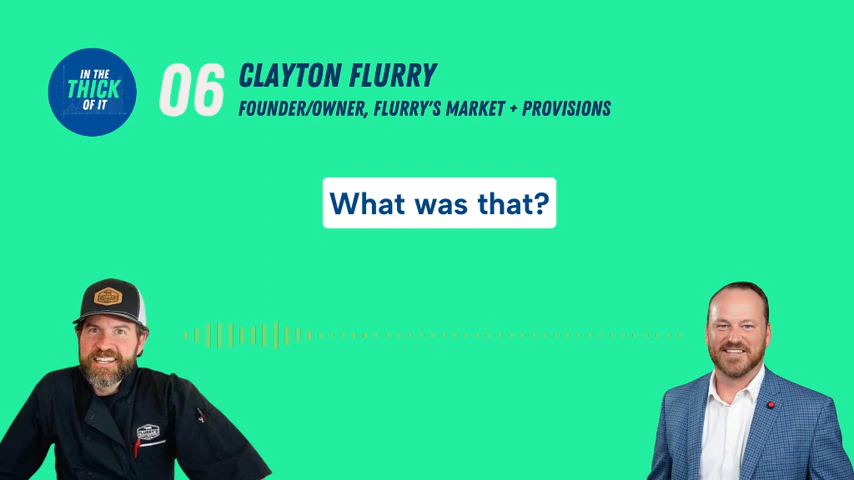 IN THE
THICK
OF IT
06
CLAYTON FLURRY
FOUNDER/OWNER, FLURRY'S MARKET + PROVISIONS
What was that?